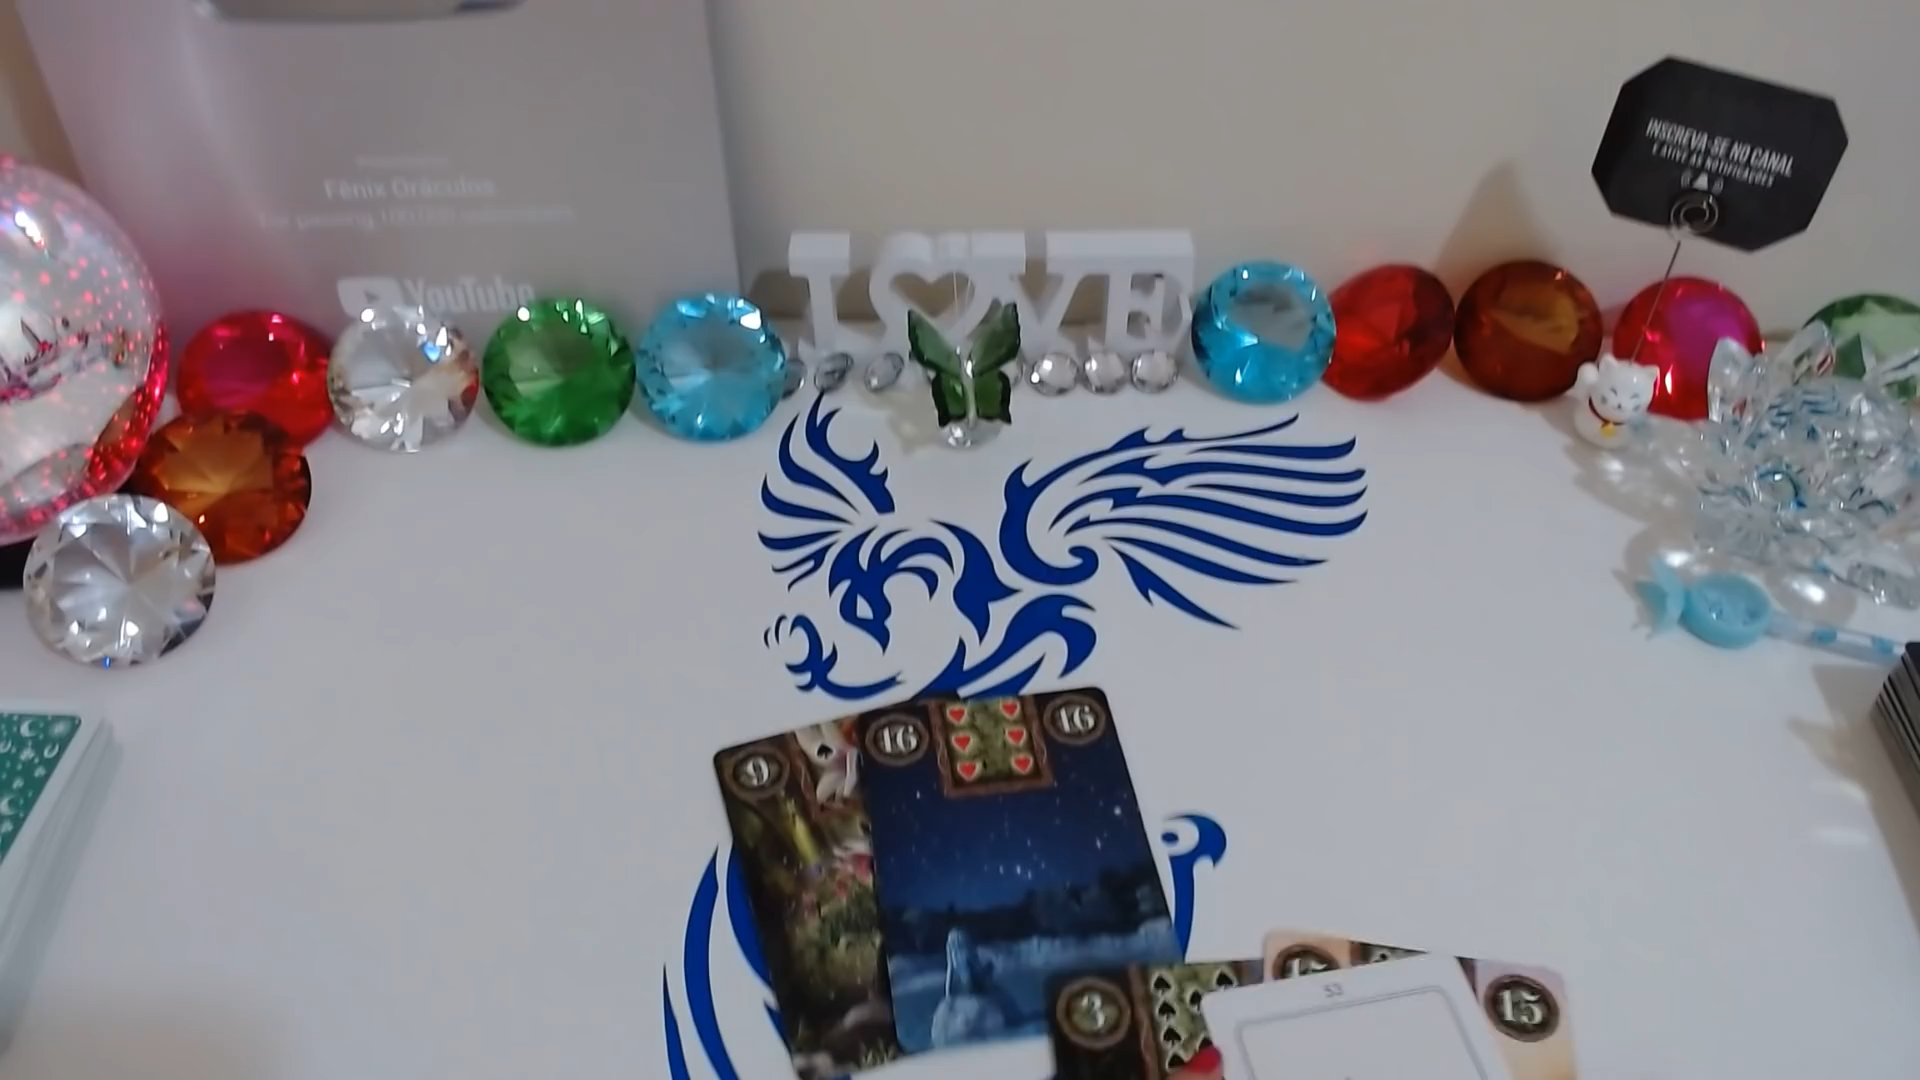 Fênix Oráculos
YouTube
LOVE
INSCREVA-SE NO CANAL
E ATIVE AS NOTIFICAÇÕES
9
16
16
3
53
15